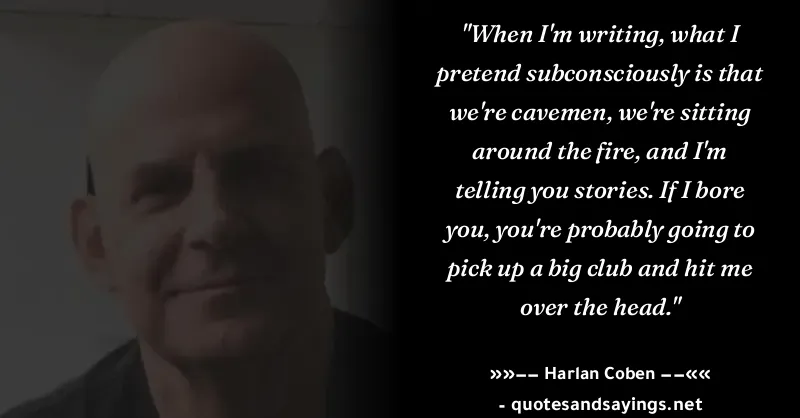 "When I'm writing, what I
pretend subconsciously is that
we're cavemen, we're sitting
around the fire, and I'm
telling you stories. If I bore
you, you're probably going to
pick up a big club and hit me
over the head."
»»−− Harlan Coben −−««
- quotesandsayings.net